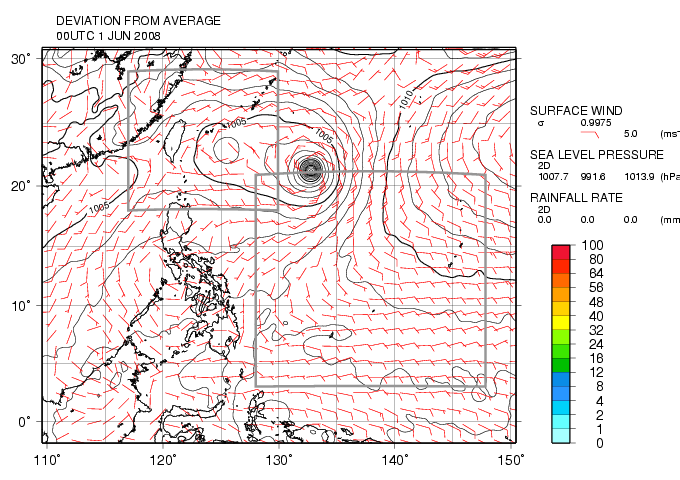 DEVIATION FROM AVERAGE
00UTC 1 JUN 2008
30°
20°
10°
0°
110°
120°
130°
140°
150°
1005
1005
1005
1010
SURFACE WIND
σ 0.9975
5.0 (ms
SEA LEVEL PRESSURE
2D
1007.7 991.6 1013.9 (hPa
RAINFALL RATE
2D
0.0 0.0 0.0 (mm
100
80
64
56
48
40
32
24
16
12
8
4
2
1
0